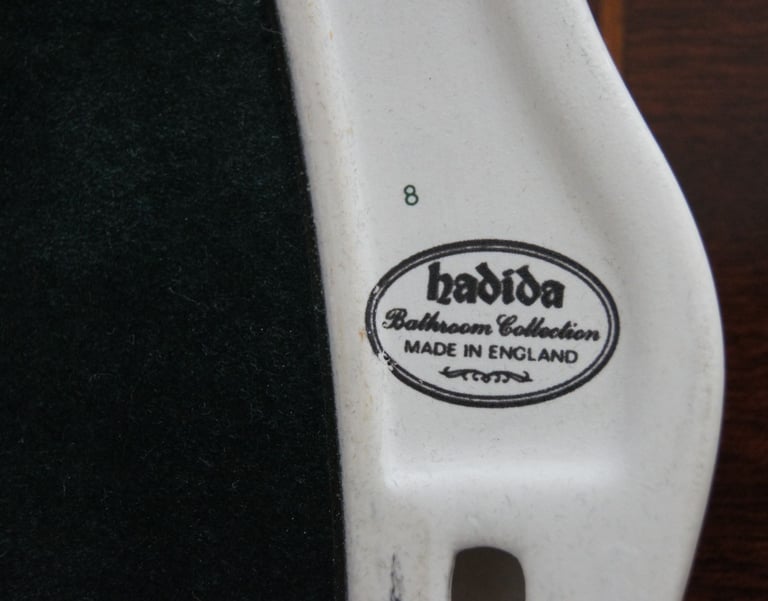 8
hadida
Bathroom Collection
MADE IN ENGLAND